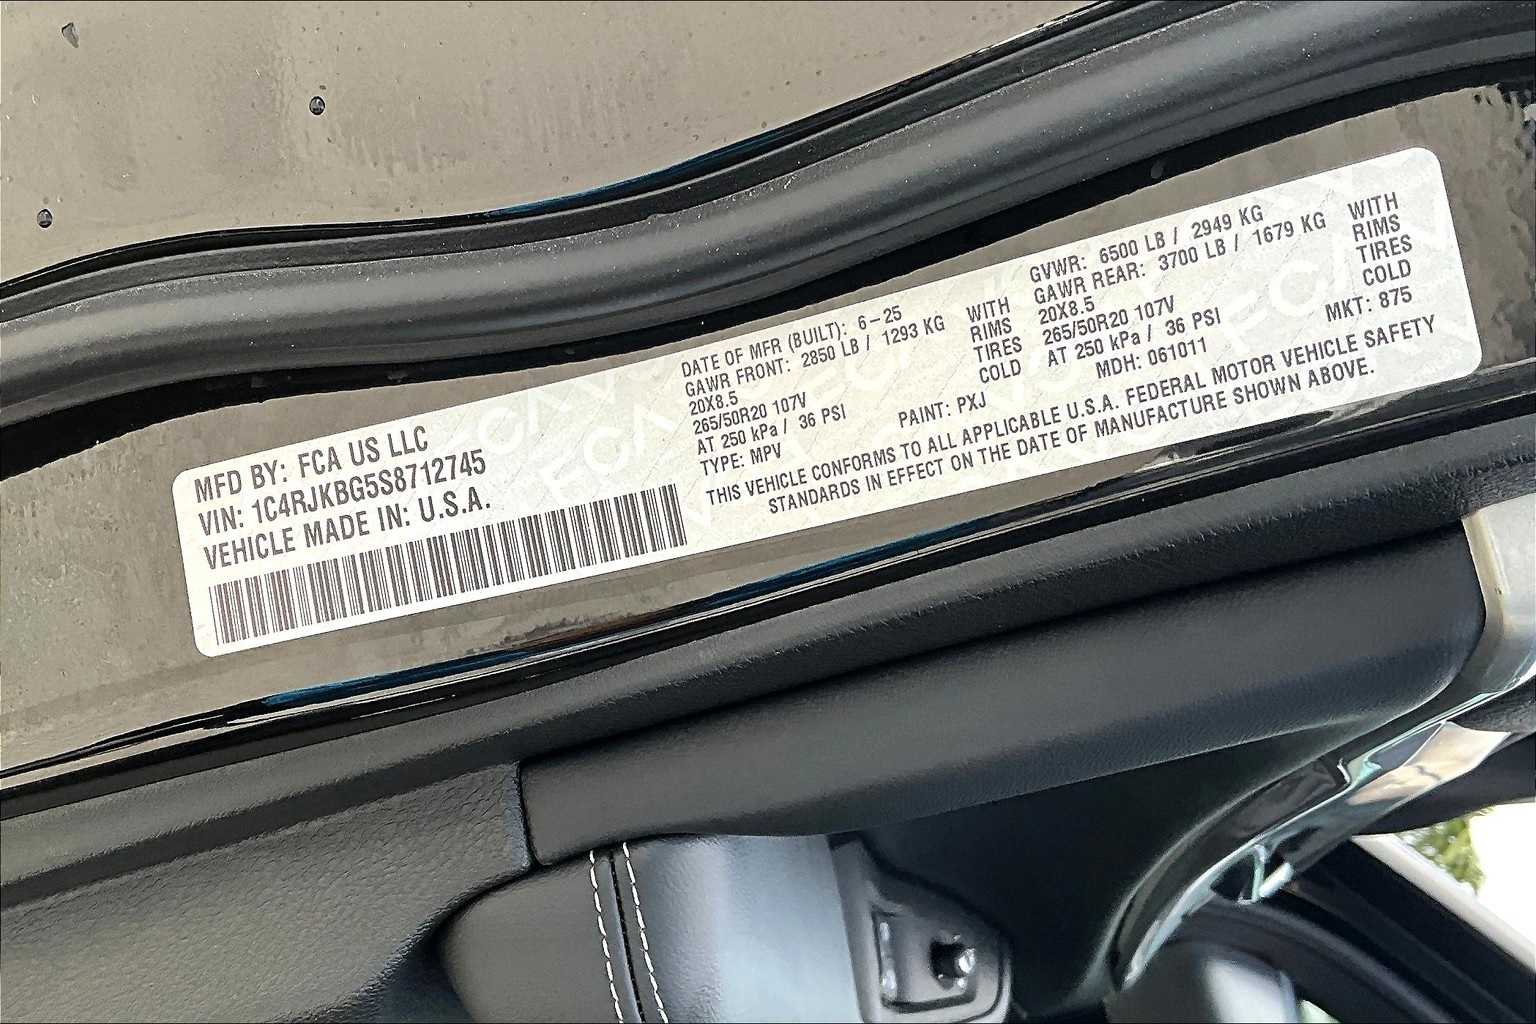 MFD BY: FCA US LLC
VIN: 1C4RJKBG5S8712745
VEHICLE MADE IN: U.S.A.
DATE OF MFR (BUILT): 6-25
GAWR FRONT: 2850 LB / 1293 KG WITH
20X8.5 RIMS
265/50R20 107V TIRES
AT 250 kPa / 36 PSI COLD
TYPE: MPV PAINT: PXJ
GVWR: 6500 LB / 2949 KG
GAWR REAR: 3700 LB / 1679 KG WITH
20X8.5 RIMS
265/50R20 107V TIRES
AT 250 kPa / 36 PSI COLD
MDH: 061011 MKT: 875
THIS VEHICLE CONFORMS TO ALL APPLICABLE U.S.A. FEDERAL MOTOR VEHICLE SAFETY
STANDARDS IN EFFECT ON THE DATE OF MANUFACTURE SHOWN ABOVE.